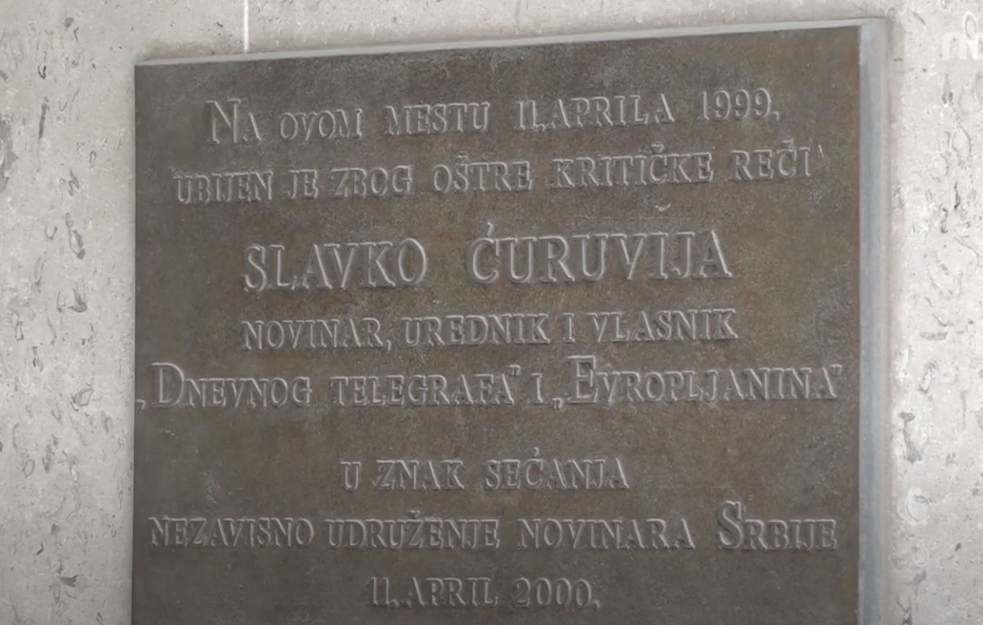 Na ovom mestu 11. aprila 1999.
ubijen je zbog oštre kritičke reči
SLAVKO ĆURUVIJA
novinar, urednik i vlasnik
„Dnevnog telegrafa" i „Evropljanina"
u znak sećanja
nezavisno udruženje novinara Srbije
11. april 2000.